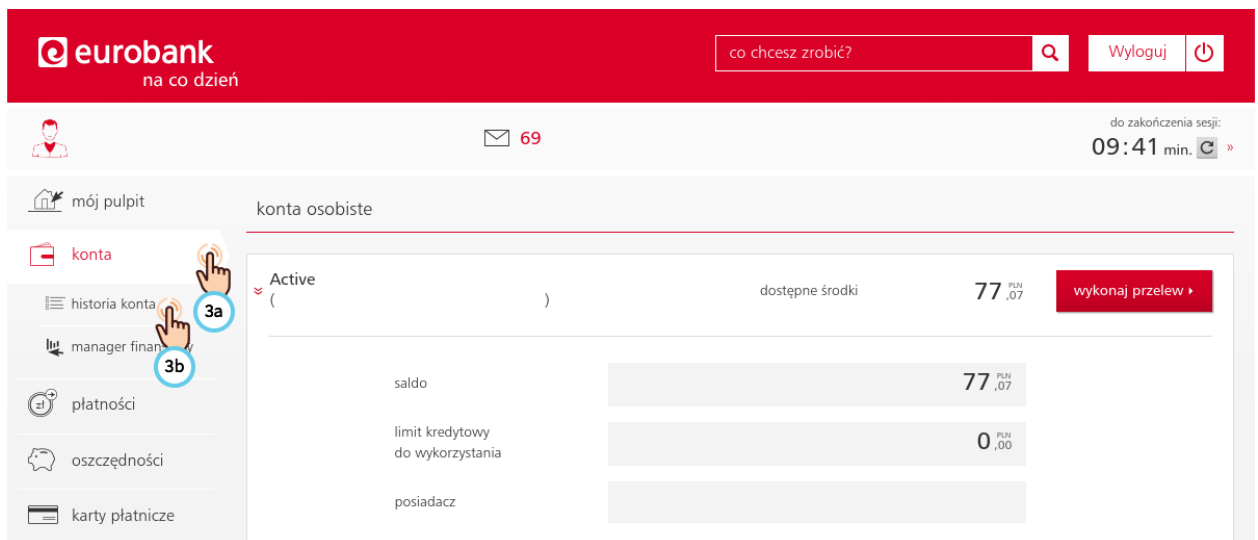 eurobank
na co dzień
co chcesz zrobić?
Wyloguj
69
do zakończenia sesji:
09:41 min. »
mój pulpit
konta osobiste
konta
Active
( )
dostępne środki
77 PLN ,07
wykonaj przelew
historia konta
3a
manager finansowy
3b
saldo
77 PLN ,07
płatności
limit kredytowy
do wykorzystania
0 PLN ,00
oszczędności
posiadacz
karty płatnicze